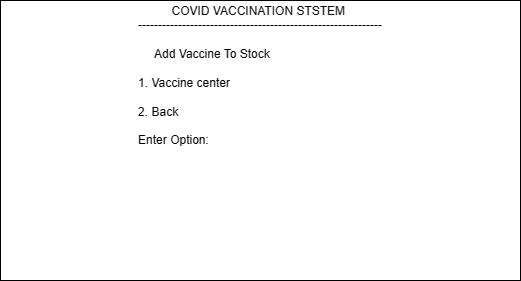 COVID VACCINATION STSTEM
-------------------------------------------------------------
Add Vaccine To Stock
1. Vaccine center
2. Back
Enter Option: